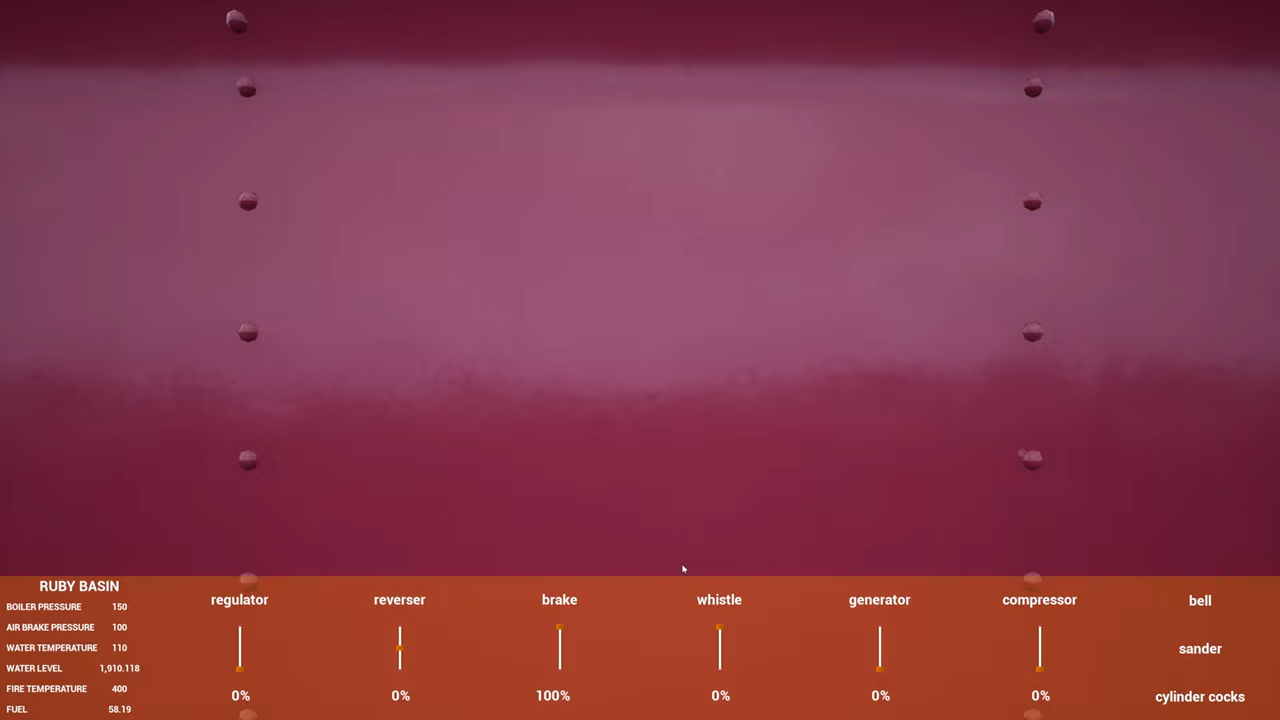 RUBY BASIN
BOILER PRESSURE 150
AIR BRAKE PRESSURE 100
WATER TEMPERATURE 110
WATER LEVEL 1,910.118
FIRE TEMPERATURE 400
FUEL 58.19
regulator
0%
reverser
0%
brake
100%
whistle
0%
generator
0%
compressor
0%
bell
sander
cylinder cocks